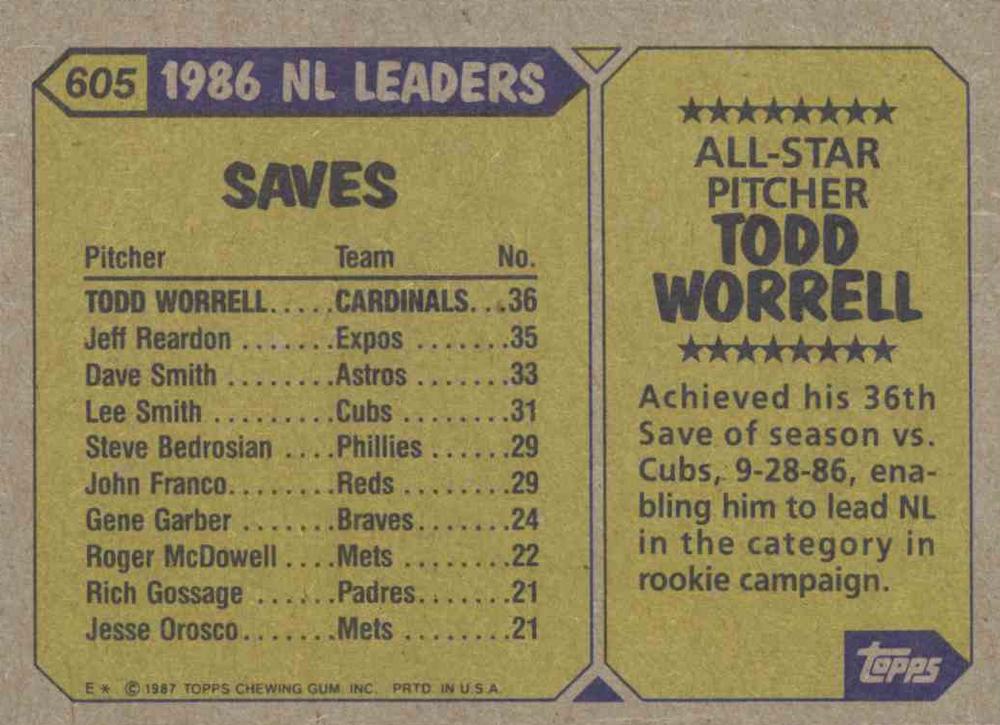 605 1986 NL LEADERS
SAVES
Pitcher Team No.
TODD WORRELL.....CARDINALS...36
Jeff Reardon .......Expos .......35
Dave Smith ........Astros .......33
Lee Smith .........Cubs ........31
Steve Bedrosian ....Phillies ......29
John Franco........Reds ........29
Gene Garber .......Braves.......24
Roger McDowell ....Mets ........22
Rich Gossage ......Padres.......21
Jesse Orosco.......Mets ........21
E * © 1987 TOPPS CHEWING GUM. INC. PRTD. IN U.S.A.
★★★★★★★★
ALL-STAR
PITCHER
TODD
WORRELL
★★★★★★★★
Achieved his 36th
Save of season vs.
Cubs, 9-28-86, ena-
bling him to lead NL
in the category in
rookie campaign.
topps